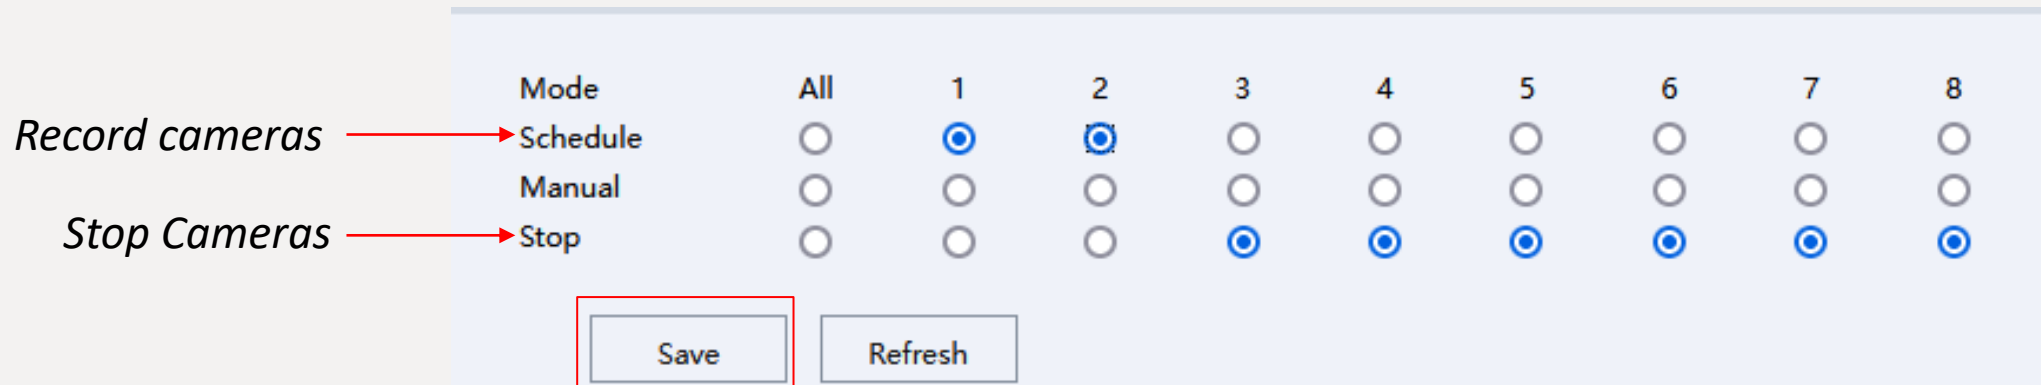 Mode All 1 2 3 4 5 6 7 8
Record cameras Schedule
Manual
Stop Cameras Stop
Save Refresh